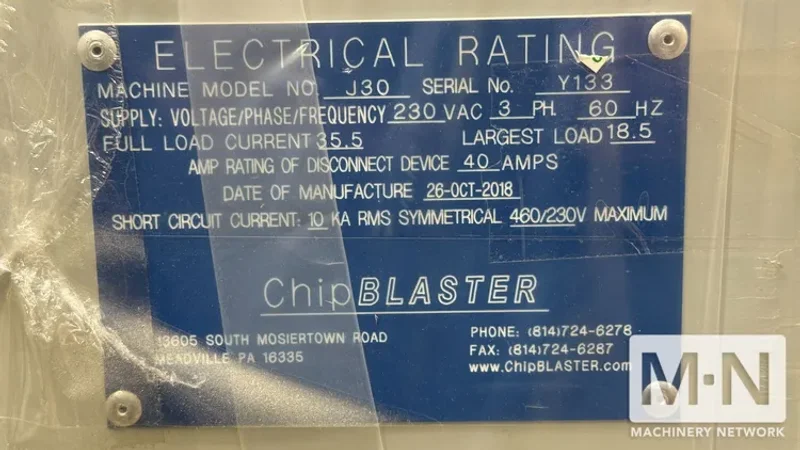 ELECTRICAL RATING
MACHINE MODEL NO. J30 SERIAL No. Y133
SUPPLY: VOLTAGE/PHASE/FREQUENCY 230 VAC 3 PH. 60 HZ
FULL LOAD CURRENT 35.5 LARGEST LOAD 18.5
AMP RATING OF DISCONNECT DEVICE 40 AMPS
DATE OF MANUFACTURE 26-OCT-2018
SHORT CIRCUIT CURRENT: 10 KA RMS SYMMETRICAL 460/230V MAXIMUM
ChipBLASTER
13605 SOUTH MOSIERTOWN ROAD
MEADVILLE PA 16335
USA
PHONE: (814)724-6278
FAX: (814)724-6287
www.ChipBLASTER.com
M·N
MACHINERY NETWORK